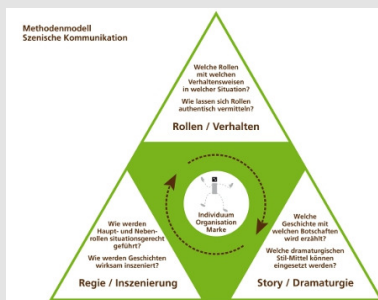 Methodenmodell
Szenische Kommunikation
Welche Rollen
mit welchen
Verhaltensweisen
in welcher Situation?
Wie lassen sich Rollen
authentisch vermitteln?
Rollen / Verhalten
Individuum
Organisation
Marke
Wie werden
Haupt- und Neben-
rollen situationsgerecht
geführt?
Wie werden Geschichten
wirksam inszeniert?
Regie / Inszenierung
Welche
Geschichte mit
welchen Botschaften
wird erzählt?
Welche dramaturgischen
Stil-Mittel können
eingesetzt werden?
Story / Dramaturgie